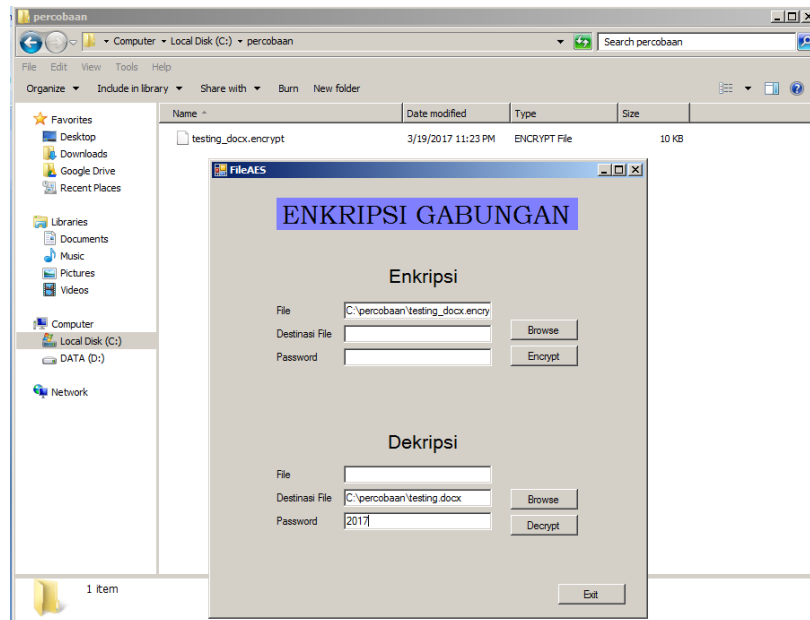 percobaan
Computer Local Disk (C:) percobaan
Search percobaan
File Edit View Tools Help
Organize Include in library Share with Burn New folder
Name Date modified Type Size
testing_docx.encrypt 3/19/2017 11:23 PM ENCRYPT File 10 KB
Favorites
Desktop
Downloads
Google Drive
Recent Places
Libraries
Documents
Music
Pictures
Videos
Computer
Local Disk (C:)
DATA (D:)
Network
1 item
FileAES
ENKRIPSI GABUNGAN
Enkripsi
File C:\percobaan\testing_docx.encry
Destinasi File Browse
Password Encrypt
Dekripsi
File
Destinasi File C:\percobaan\testing.docx Browse
Password 2017 Decrypt
Exit